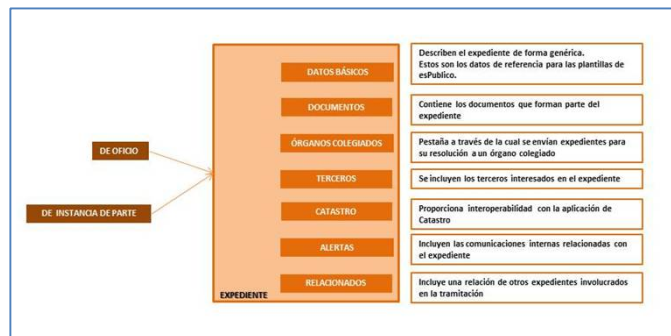 DE OFICIO
DE INSTANCIA DE PARTE
EXPEDIENTE
DATOS BÁSICOS
Describen el expediente de forma genérica.
Estos son los datos de referencia para las plantillas de
esPublico.
DOCUMENTOS
Contiene los documentos que forman parte del
expediente
ÓRGANOS COLEGIADOS
Pestaña a través de la cual se envían expedientes para
su resolución a un órgano colegiado
TERCEROS
Se incluyen los terceros interesados en el expediente
CATASTRO
Proporciona interoperabilidad con la aplicación de
Catastro
ALERTAS
Incluyen las comunicaciones internas relacionadas con
el expediente
RELACIONADOS
Incluye una relación de otros expedientes involucrados
en la tramitación